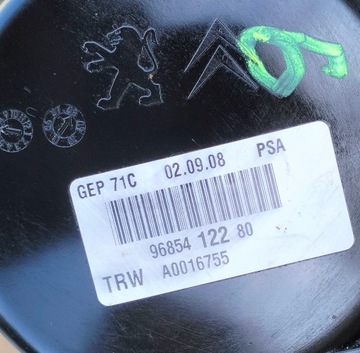 GEP 71C 02.09.08 PSA
96854 122 80
TRW A0016755